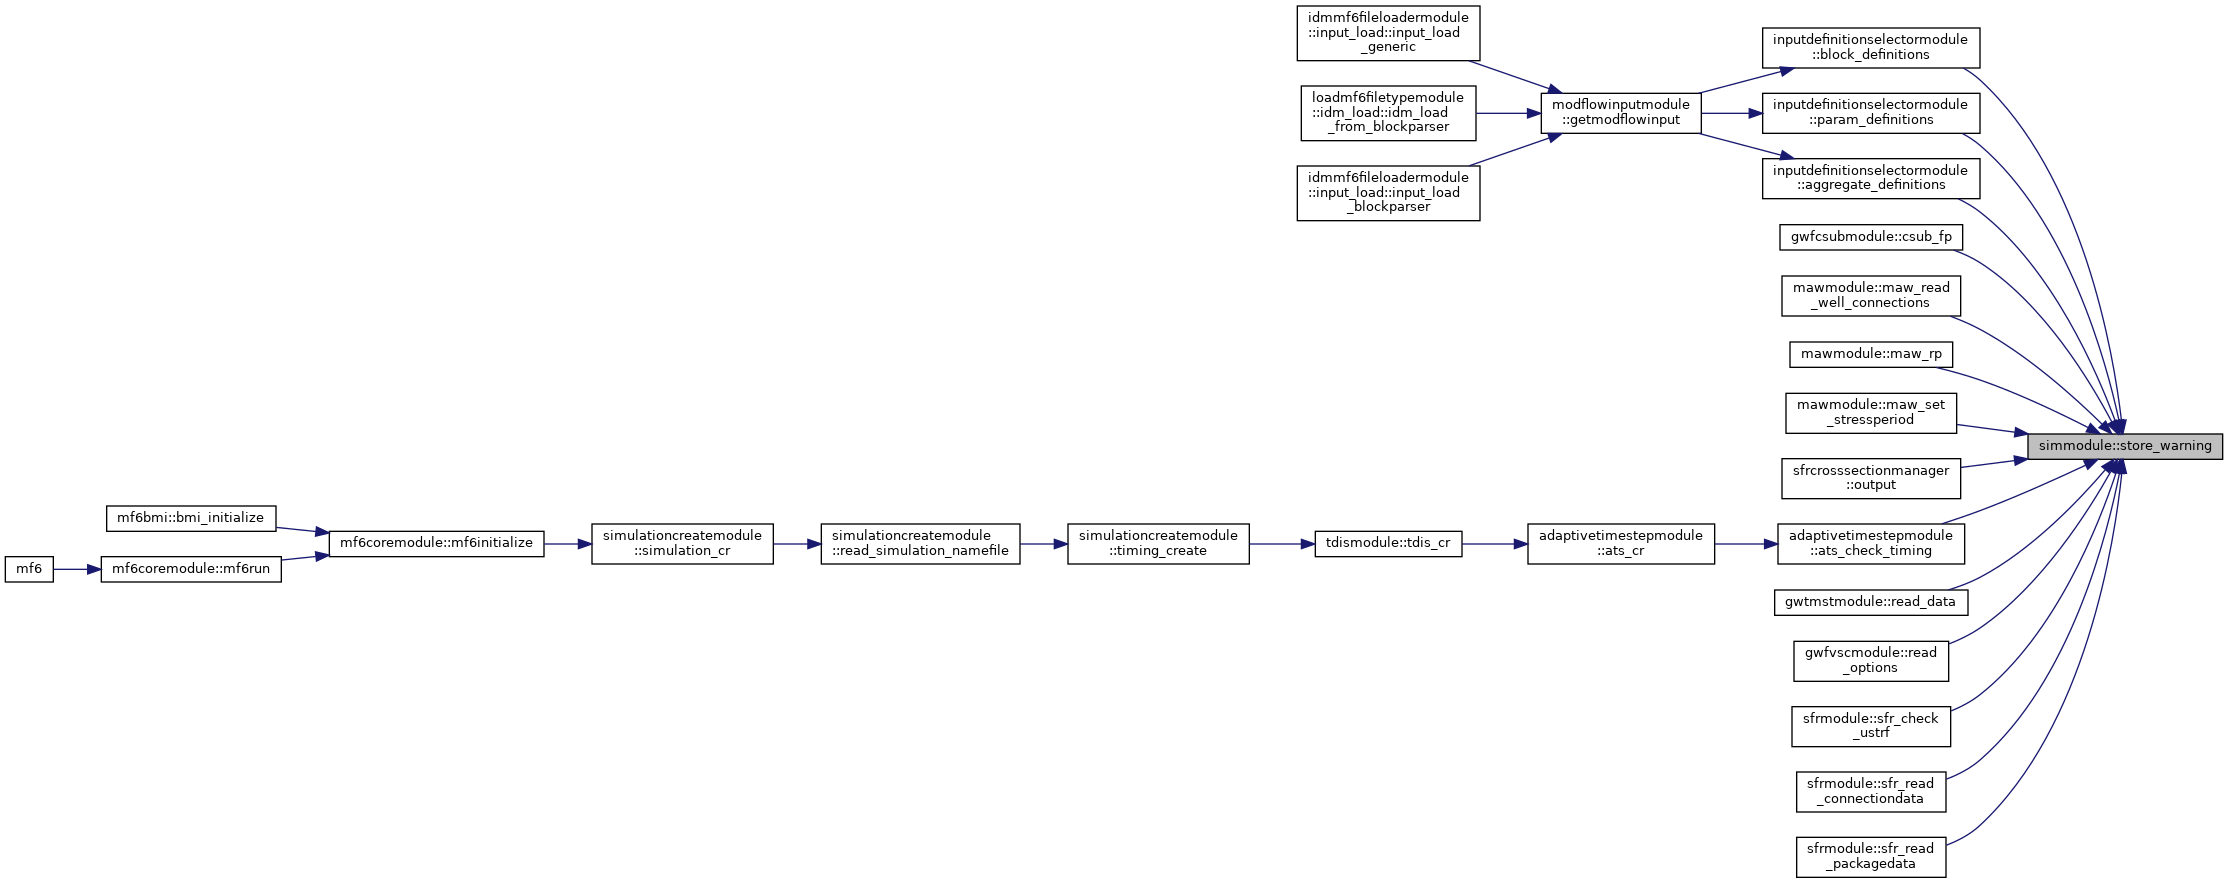 idmmf6fileloadermodule
::input_load::input_load
_generic
loadmf6filetypemodule
::idm_load::idm_load
_from_blockparser
idmmf6fileloadermodule
::input_load::input_load
_blockparser
modflowinputmodule
::getmodflowinput
inputdefinitionselectormodule
::block_definitions
inputdefinitionselectormodule
::param_definitions
inputdefinitionselectormodule
::aggregate_definitions
gwfcsubmodule::csub_fp
mawmodule::maw_read
_well_connections
mawmodule::maw_rp
mawmodule::maw_set
_stressperiod
simmodule::store_warning
sfrcrosssectionmanager
::output
mf6bmi::bmi_initialize
mf6
mf6coremodule::mf6run
mf6coremodule::mf6initialize
simulationcreatemodule
::simulation_cr
simulationcreatemodule
::read_simulation_namefile
simulationcreatemodule
::timing_create
tdismodule::tdis_cr
adaptivetimestepmodule
::ats_cr
adaptivetimestepmodule
::ats_check_timing
gwtmstmodule::read_data
gwfvscmodule::read
_options
sfrmodule::sfr_check
_ustrf
sfrmodule::sfr_read
_connectiondata
sfrmodule::sfr_read
_packagedata